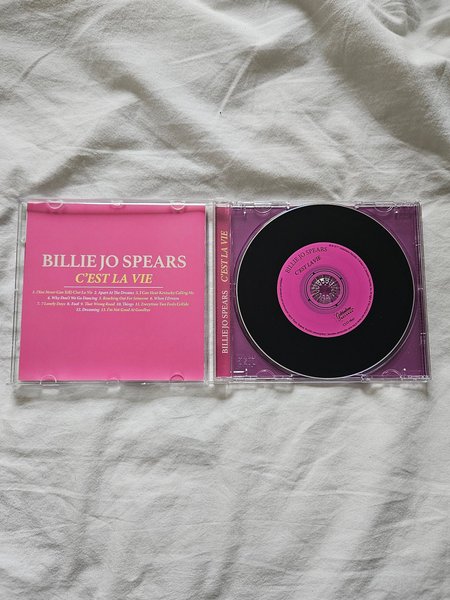 BILLIE JO SPEARS
C'EST LA VIE
1. (You Never Can Tell) C'est La Vie 2. Apart At The Dreams 3. I Can Hear Kentucky Calling Me
4. Why Don't We Go Dancing 5. Reaching Out For Someone 6. When I Dream
7. Lonely Days 8. Fool 9. That Wrong Road 10. Things 11. Everytime Two Fools Collide
12. Dreaming 13. I'm Not Good At Goodbye
BILLIE JO SPEARS C'EST LA VIE
BILLIE JO SPEARS
C'EST LA VIE